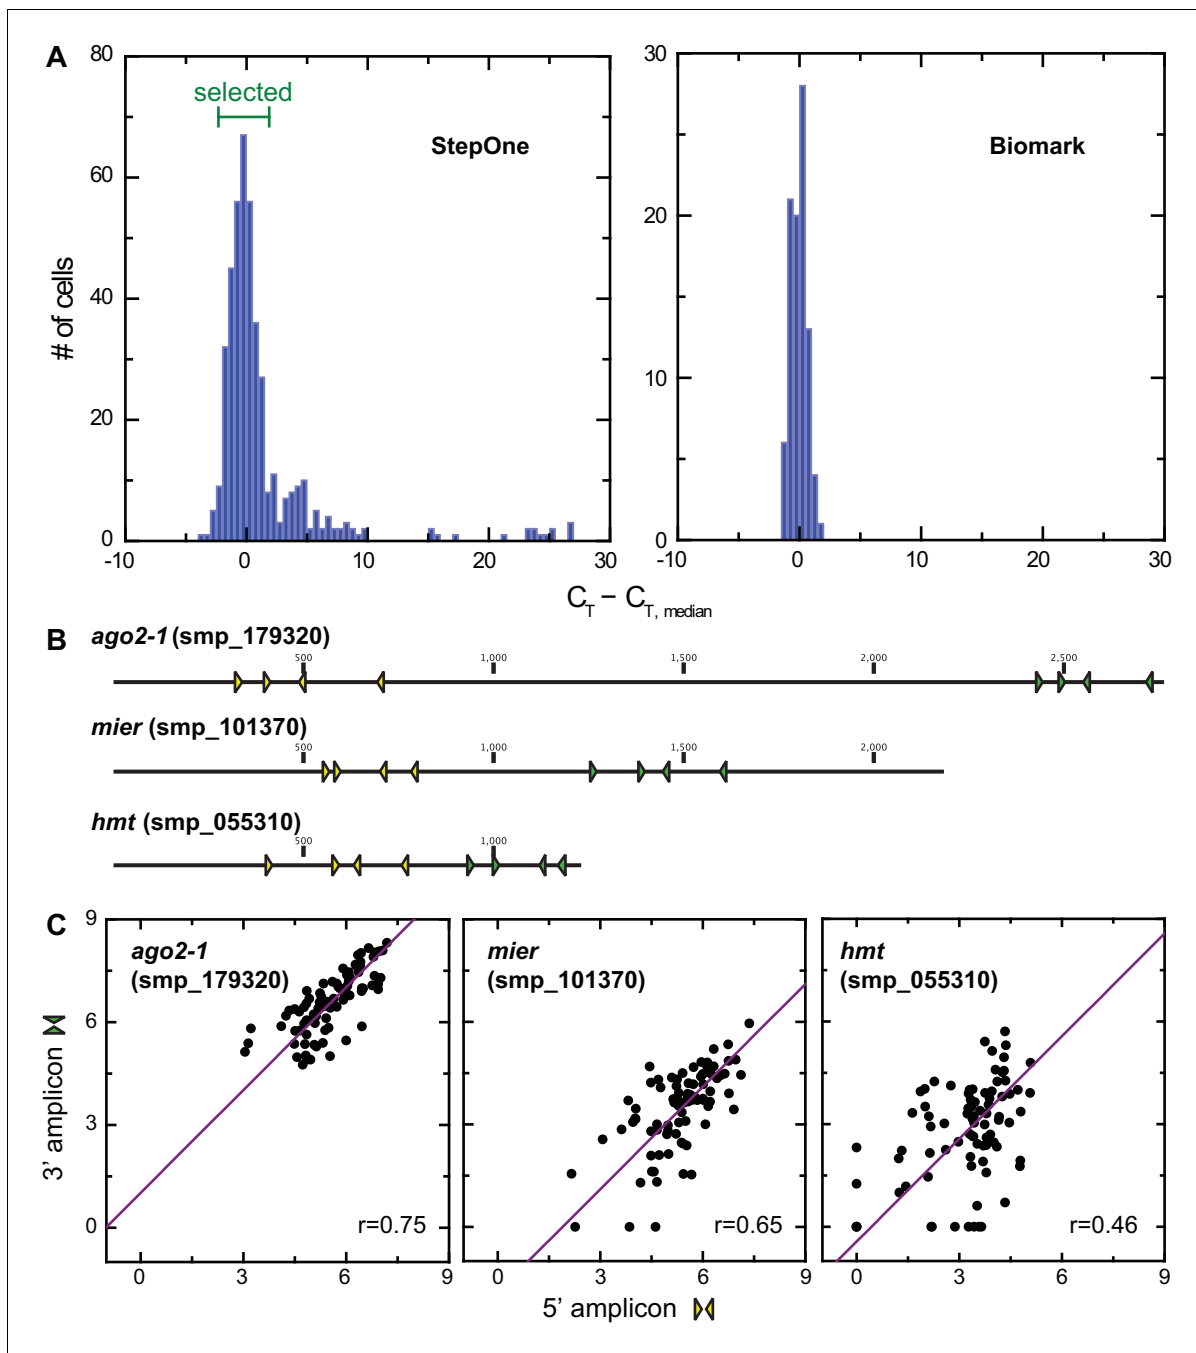 A
80
60
40
20
0
-10
0
10
20
30
selected
StepOne
# of cells
30
20
10
0
-10
0
10
20
30
Biomark
C_T – C_T, median
B
ago2-1 (smp_179320)
500
1,000
1,500
2,000
2,500
mier (smp_101370)
500
1,000
1,500
2,000
hmt (smp_055310)
500
1,000
C
9
6
3
0
0
3
6
9
ago2-1
(smp_179320)
r=0.75
3’ amplicon
mier
(smp_101370)
r=0.65
0
3
6
9
hmt
(smp_055310)
r=0.46
0
3
6
9
5’ amplicon